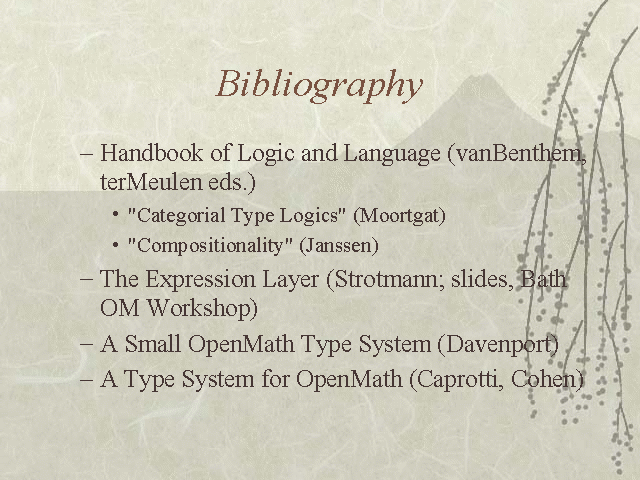 Bibliography
– Handbook of Logic and Language (vanBenthem,
terMeulen eds.)
• "Categorial Type Logics" (Moortgat)
• "Compositionality" (Janssen)
– The Expression Layer (Strotmann; slides, Bath
OM Workshop)
– A Small OpenMath Type System (Davenport)
– A Type System for OpenMath (Caprotti, Cohen)